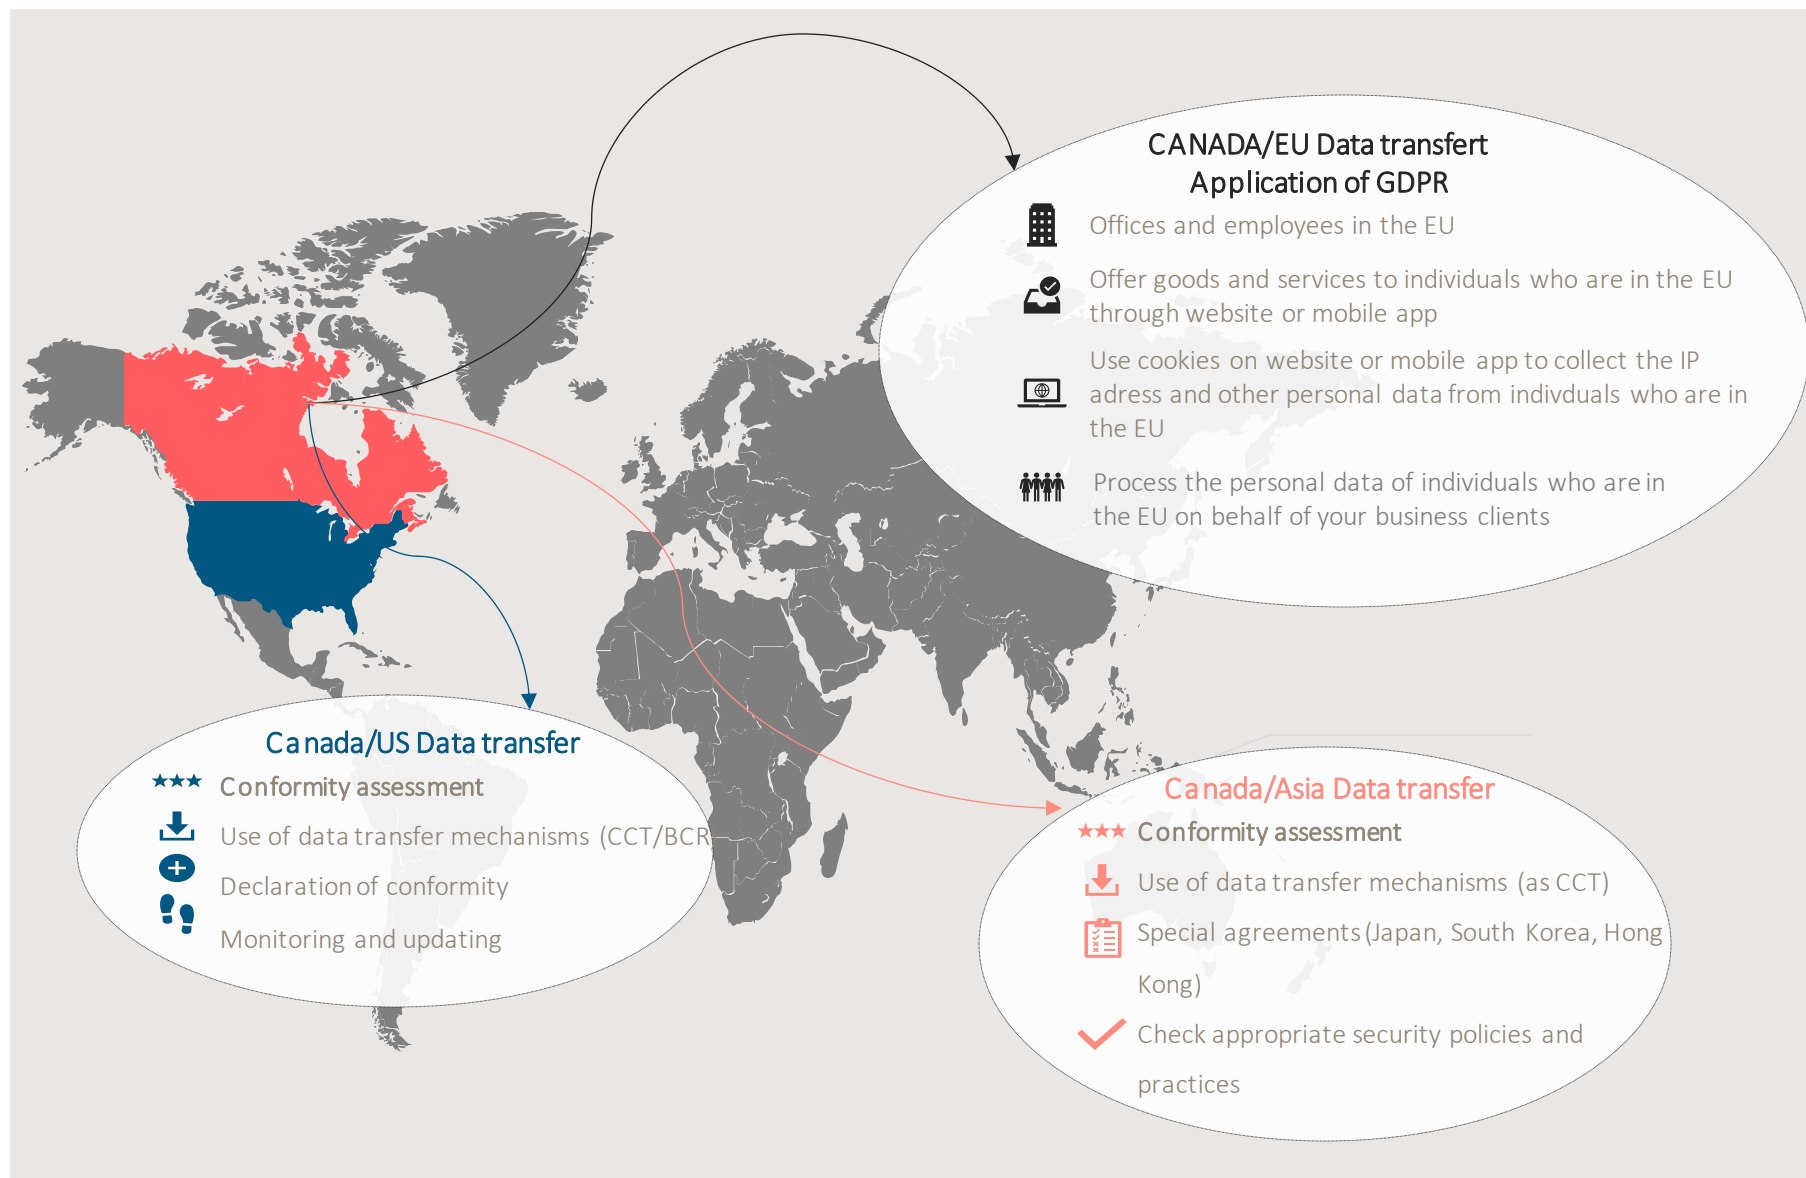 CANADA/EU Data transfert
Application of GDPR
Offices and employees in the EU
Offer goods and services to individuals who are in the EU
through website or mobile app
Use cookies on website or mobile app to collect the IP
adress and other personal data from indivduals who are in
the EU
Process the personal data of individuals who are in
the EU on behalf of your business clients
Canada/US Data transfer
Conformity assessment
Use of data transfer mechanisms (CCT/BCR
Declaration of conformity
Monitoring and updating
Canada/Asia Data transfer
Conformity assessment
Use of data transfer mechanisms (as CCT)
Special agreements (Japan, South Korea, Hong
Kong)
Check appropriate security policies and
practices